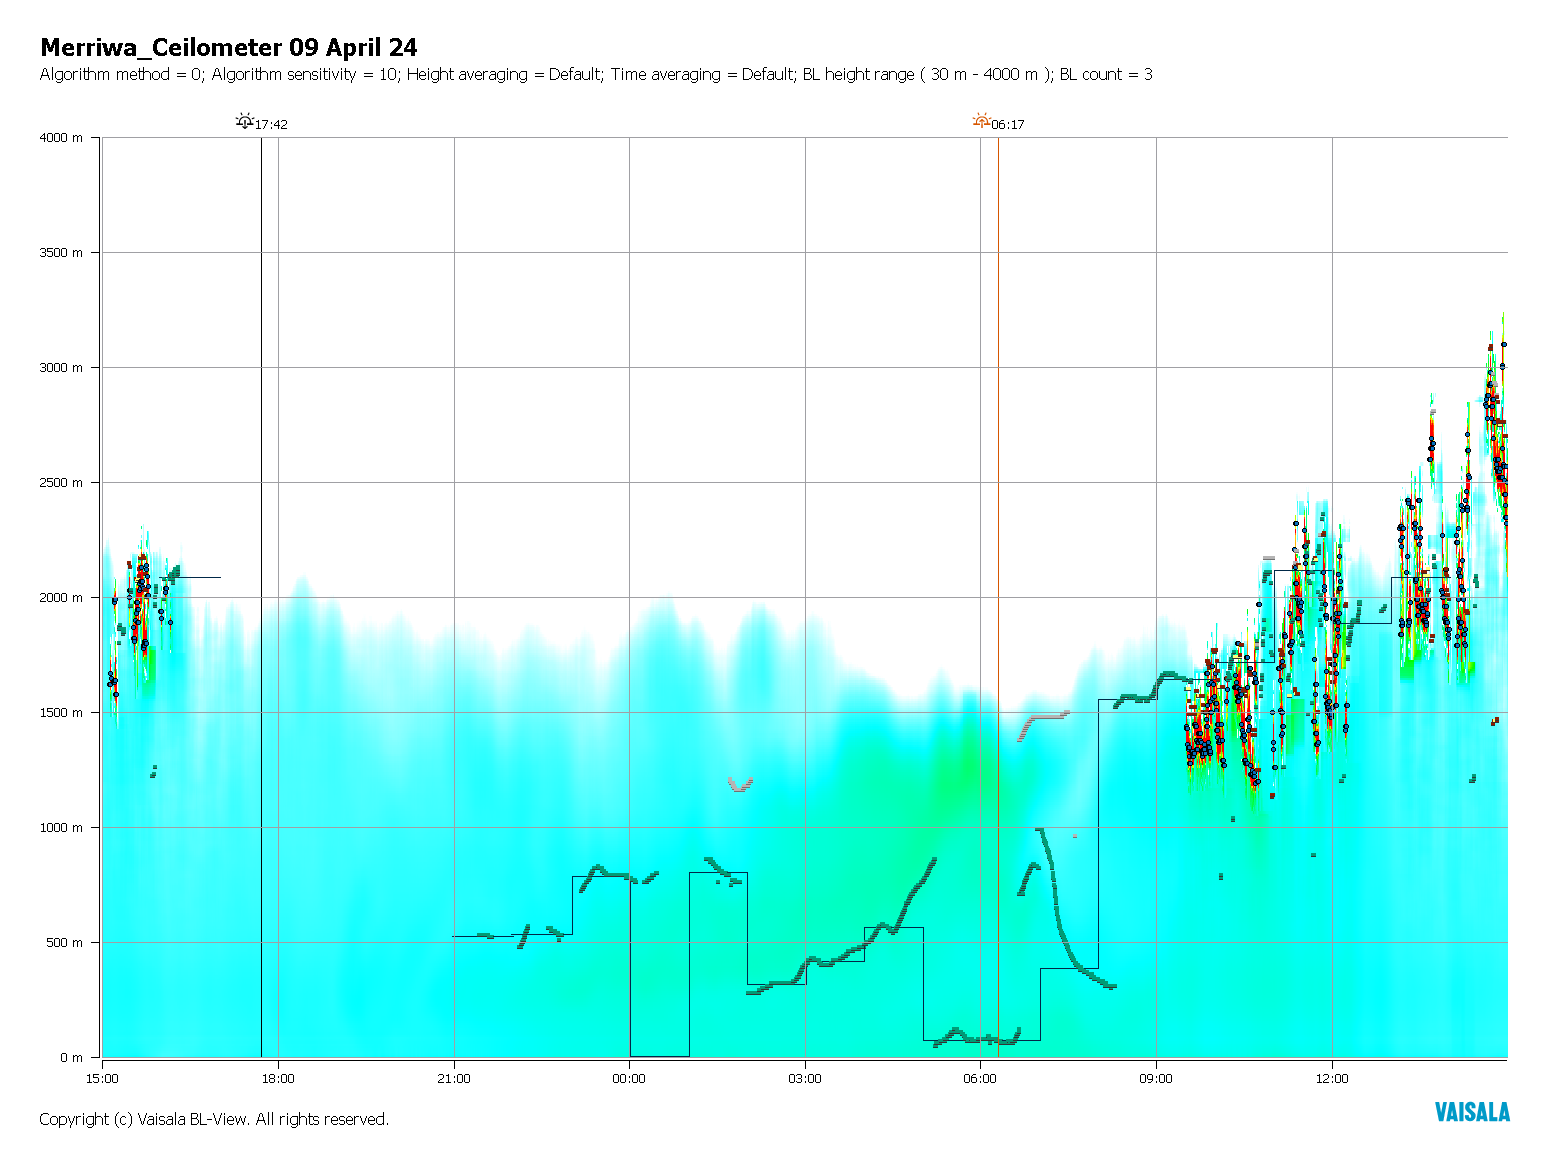 Merriwa_Ceilometer 09 April 24
Algorithm method = 0; Algorithm sensitivity = 10; Height averaging = Default; Time averaging = Default; BL height range ( 30 m - 4000 m ); BL count = 3
17:42 06:17
4000 m
3500 m
3000 m
2500 m
2000 m
1500 m
1000 m
500 m
0 m
15:00 18:00 21:00 00:00 03:00 06:00 09:00 12:00
Copyright (c) Vaisala BL-View. All rights reserved.
VAISALA